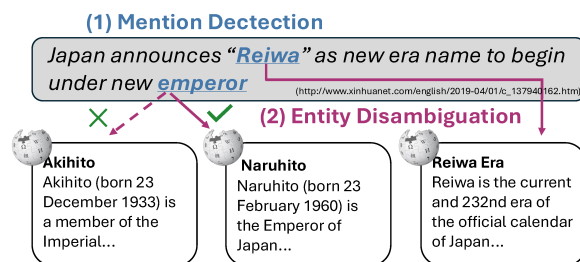 (1) Mention Dectection
Japan announces “Reiwa” as new era name to begin
under new emperor
(http://www.xinhuanet.com/english/2019-04/01/c_137940162.htm)
(2) Entity Disambiguation
Akihito
Akihito (born 23
December 1933) is
a member of the
Imperial...
Naruhito
Naruhito (born 23
February 1960) is
the Emperor of
Japan...
Reiwa Era
Reiwa is the current
and 232nd era of
the official calendar
of Japan...